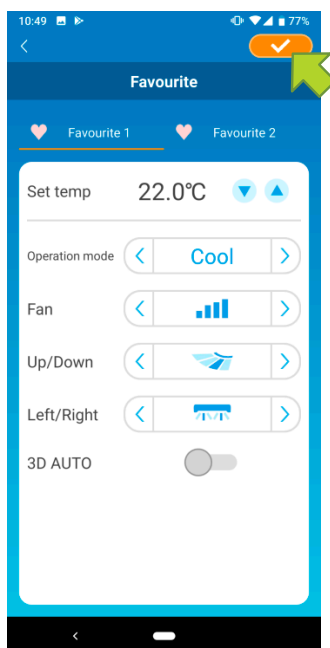 10:49 77%
Favourite
Favourite 1 Favourite 2
Set temp 22.0℃
Operation mode Cool
Fan
Up/Down
Left/Right
3D AUTO